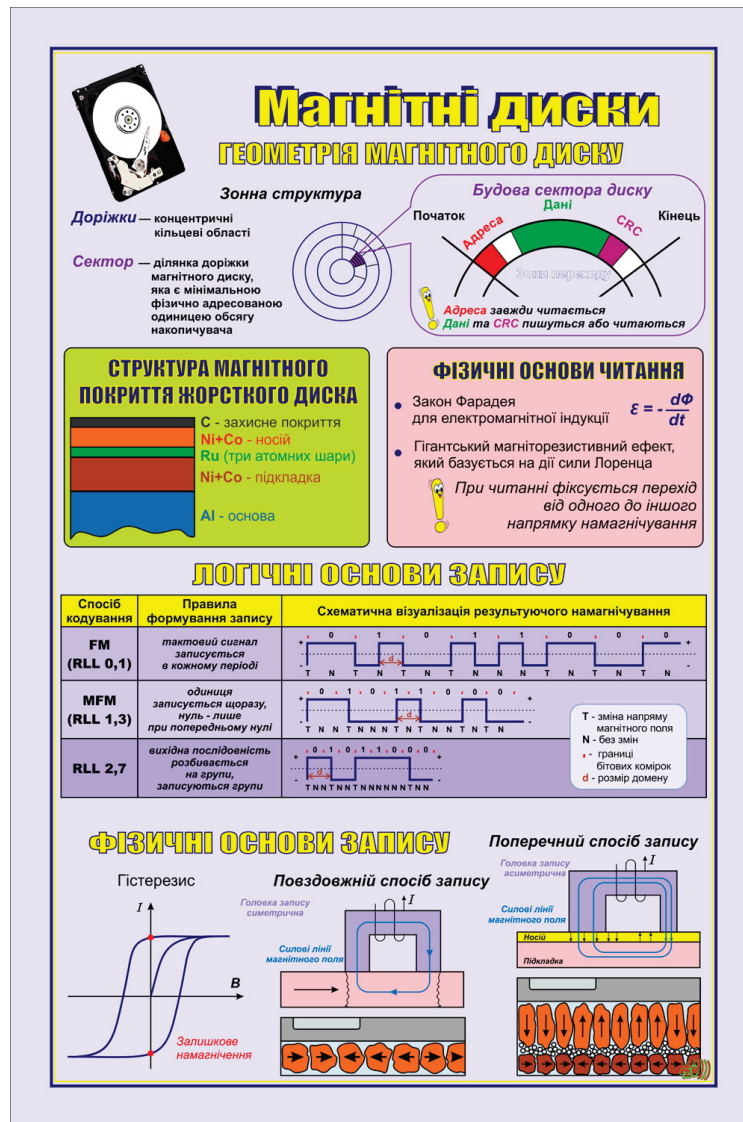 Магнітні диски
ГЕОМЕТРІЯ МАГНІТНОГО ДИСКУ
Зонна структура
Доріжки — концентричні
кільцеві області
Сектор — ділянка доріжки
магнітного диску,
яка є мінімальною
фізично адресованою
одиницею обсягу
накопичувача
Будова сектора диску
Початок
Адреса
Дані
CRC
Кінець
Зони переходу
Адреса завжди читається
Дані та CRC пишуться або читаються
СТРУКТУРА МАГНІТНОГО
ПОКРИТТЯ ЖОРСТКОГО ДИСКА
C - захисне покриття
Ni+Co - носій
Ru (три атомних шари)
Ni+Co - підкладка
Al - основа
ФІЗИЧНІ ОСНОВИ ЧИТАННЯ
• Закон Фарадея
для електромагнітної індукції
ε = - dΦ/dt
• Гігантський магніторезистивний ефект,
який базується на дії сили Лоренца
При читанні фіксується перехід
від одного до іншого
напрямку намагнічування
ЛОГІЧНІ ОСНОВИ ЗАПИСУ
Спосіб
кодування
Правила
формування запису
Схематична візуалізація результуючого намагнічування
FM
(RLL 0,1)
тактовий сигнал
записується
в кожному періоді
0 1 0 1 1 0 0 0
+ +
d
- -
T N T N T N T N T N T N T N T N
MFM
(RLL 1,3)
одиниця
записується щоразу,
нуль - лише
при попередньому нулі
0 1 0 1 1 0 0 0
+ +
d
- -
T N N T N N N T N T N N T N T N
RLL 2,7
вихідна послідовність
розбивається
на групи,
записуються групи
0 1 0 1 1 0 0 0
+ +
d
- -
T N N T N N T N N N N N N T N N
T - зміна напряму
магнітного поля
N - без змін
- границі
бітових комірок
d - розмір домену
ФІЗИЧНІ ОСНОВИ ЗАПИСУ
Гістерезис
I
B
Залишкове
намагнічення
Повздовжній спосіб запису
Головка запису
симетрична
I
Силові лінії
магнітного поля
Поперечний спосіб запису
Головка запису
асиметрична
I
Силові лінії
магнітного поля
Носій
Підкладка